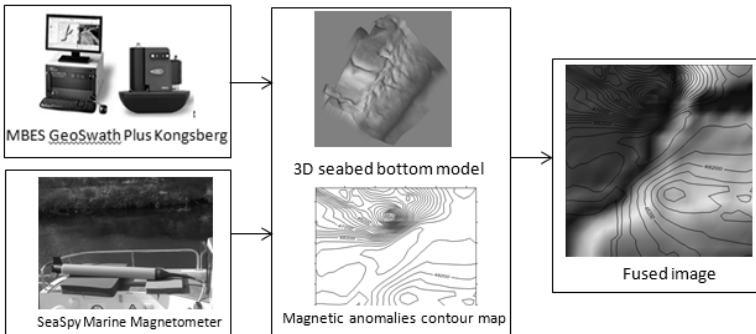 MBES GeoSwath Plus Kongsberg
SeaSpy Marine Magnetometer
3D seabed bottom model
Magnetic anomalies contour map
Fused image